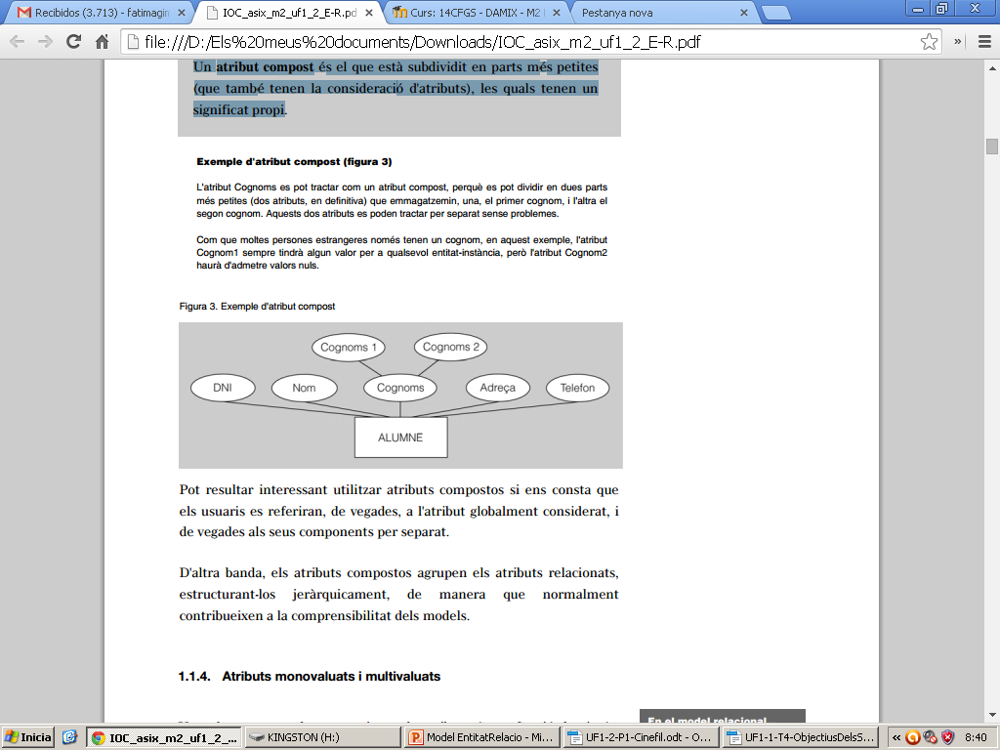 Recibidos (3.713) - fatimagim
IOC_asix_m2_uf1_2_E-R.pd
Curs: 14CFGS - DAMIX - M2
Pestanya nova
file:///D:/Els%20meus%20documents/Downloads/IOC_asix_m2_uf1_2_E-R.pdf
Un atribut compost és el que està subdividit en parts més petites
(que també tenen la consideració d'atributs), les quals tenen un
significat propi.
Exemple d'atribut compost (figura 3)
L'atribut Cognoms es pot tractar com un atribut compost, perquè es pot dividir en dues parts
més petites (dos atributs, en definitiva) que emmagatzemin, una, el primer cognom, i l'altra el
segon cognom. Aquests dos atributs es poden tractar per separat sense problemes.
Com que moltes persones estrangeres només tenen un cognom, en aquest exemple, l'atribut
Cognom1 sempre tindrà algun valor per a qualsevol entitat-instància, però l'atribut Cognom2
haurà d'admetre valors nuls.
Figura 3. Exemple d'atribut compost
Cognoms 1
Cognoms 2
DNI
Nom
Cognoms
Adreça
Telefon
ALUMNE
Pot resultar interessant utilitzar atributs compostos si ens consta que
els usuaris es referiran, de vegades, a l'atribut globalment considerat, i
de vegades als seus components per separat.
D'altra banda, els atributs compostos agrupen els atributs relacionats,
estructurant-los jeràrquicament, de manera que normalment
contribueixen a la comprensibilitat dels models.
1.1.4. Atributs monovaluats i multivaluats
En el model relacional
Inicia
IOC_asix_m2_uf1_2_...
KINGSTON (H:)
Model EntitatRelacio - Mi...
UF1-2-P1-Cinefil.odt - O...
UF1-1-T4-ObjectiusDelsS...
8:40